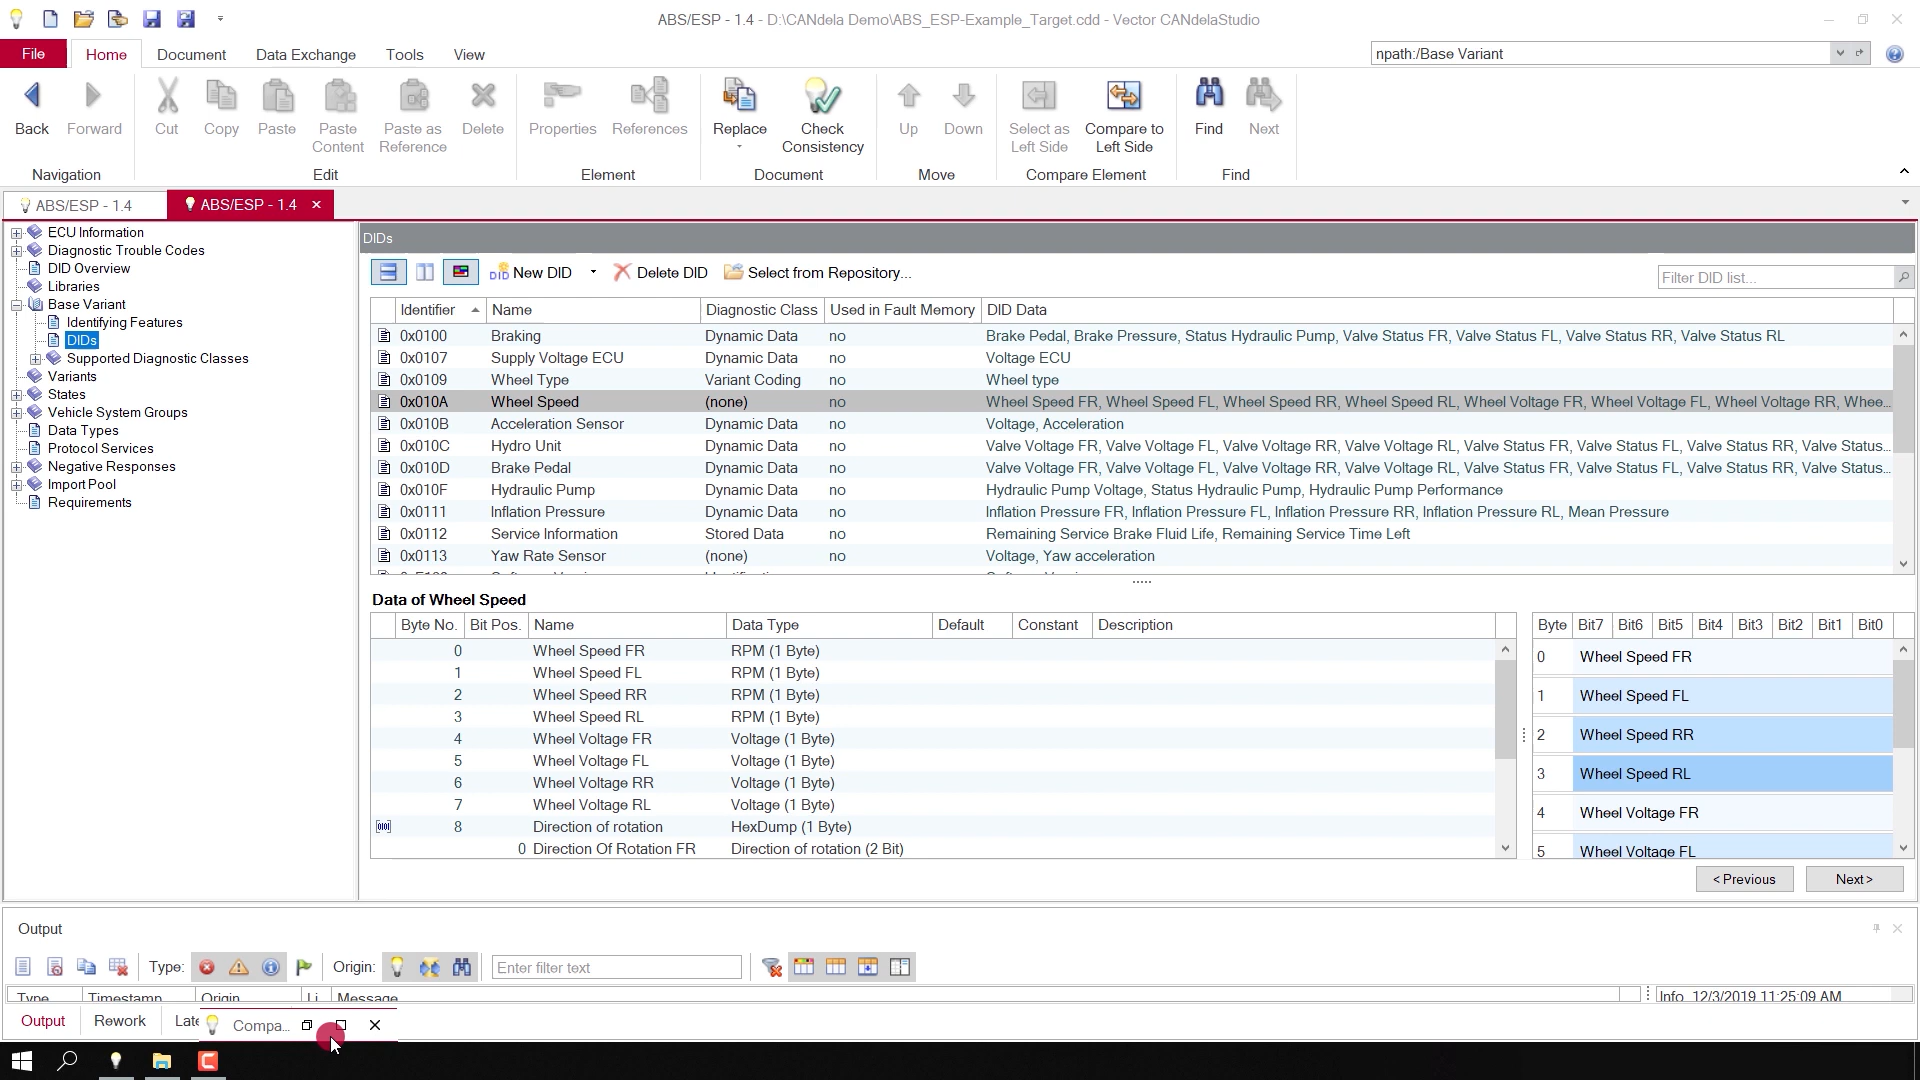 ABS/ESP - 1.4 - D:\CANdela Demo\ABS_ESP-Example_Target.cdd - Vector CANdelaStudio
File Home Document Data Exchange Tools View npath:/Base Variant
Back Forward Cut Copy Paste Paste Content Paste as Reference Delete Properties References Replace Check Consistency Up Down Select as Left Side Compare to Left Side Find Next
Navigation Edit Element Document Move Compare Element Find
ABS/ESP - 1.4 ABS/ESP - 1.4
ECU Information
Diagnostic Trouble Codes
DID Overview
Libraries
Base Variant
Identifying Features
DIDs
Supported Diagnostic Classes
Variants
States
Vehicle System Groups
Data Types
Protocol Services
Negative Responses
Import Pool
Requirements
DIDs
DID New DID Delete DID Select from Repository... Filter DID list...
Identifier Name Diagnostic Class Used in Fault Memory DID Data
0x0100 Braking Dynamic Data no Brake Pedal, Brake Pressure, Status Hydraulic Pump, Valve Status FR, Valve Status FL, Valve Status RR, Valve Status RL
0x0107 Supply Voltage ECU Dynamic Data no Voltage ECU
0x0109 Wheel Type Variant Coding no Wheel type
0x010A Wheel Speed (none) no Wheel Speed FR, Wheel Speed FL, Wheel Speed RR, Wheel Speed RL, Wheel Voltage FR, Wheel Voltage FL, Wheel Voltage RR, Whee...
0x010B Acceleration Sensor Dynamic Data no Voltage, Acceleration
0x010C Hydro Unit Dynamic Data no Valve Voltage FR, Valve Voltage FL, Valve Voltage RR, Valve Voltage RL, Valve Status FR, Valve Status FL, Valve Status RR, Valve Status...
0x010D Brake Pedal Dynamic Data no Valve Voltage FR, Valve Voltage FL, Valve Voltage RR, Valve Voltage RL, Valve Status FR, Valve Status FL, Valve Status RR, Valve Status...
0x010F Hydraulic Pump Dynamic Data no Hydraulic Pump Voltage, Status Hydraulic Pump, Hydraulic Pump Performance
0x0111 Inflation Pressure Dynamic Data no Inflation Pressure FR, Inflation Pressure FL, Inflation Pressure RR, Inflation Pressure RL, Mean Pressure
0x0112 Service Information Stored Data no Remaining Service Brake Fluid Life, Remaining Service Time Left
0x0113 Yaw Rate Sensor (none) no Voltage, Yaw acceleration
Data of Wheel Speed
Byte No. Bit Pos. Name Data Type Default Constant Description
0 Wheel Speed FR RPM (1 Byte)
1 Wheel Speed FL RPM (1 Byte)
2 Wheel Speed RR RPM (1 Byte)
3 Wheel Speed RL RPM (1 Byte)
4 Wheel Voltage FR Voltage (1 Byte)
5 Wheel Voltage FL Voltage (1 Byte)
6 Wheel Voltage RR Voltage (1 Byte)
7 Wheel Voltage RL Voltage (1 Byte)
8 Direction of rotation HexDump (1 Byte)
0 Direction Of Rotation FR Direction of rotation (2 Bit)
Byte Bit7 Bit6 Bit5 Bit4 Bit3 Bit2 Bit1 Bit0
0 Wheel Speed FR
1 Wheel Speed FL
2 Wheel Speed RR
3 Wheel Speed RL
4 Wheel Voltage FR
5 Wheel Voltage FL
< Previous Next >
Output
Type: Origin: Enter filter text
Type Timestamp Origin Li Message Info 12/3/2019 11:25:09 AM
Output Rework Late Compa...